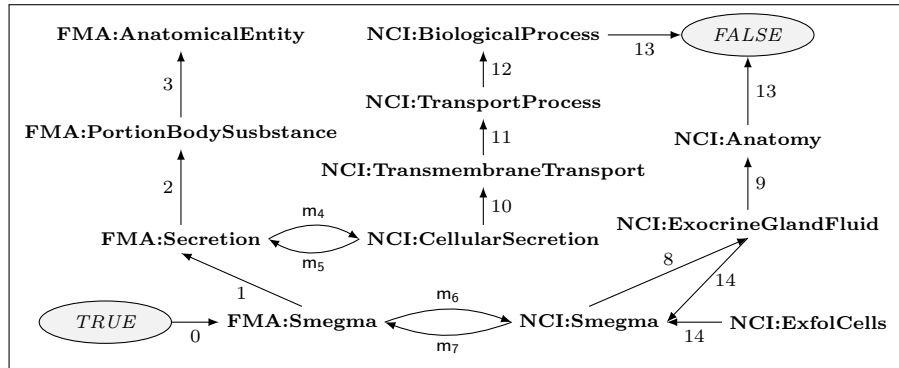 FMA:AnatomicalEntity NCI:BiologicalProcess 13 FALSE
3 12 13
NCI:TransportProcess
FMA:PortionBodySusbstance NCI:Anatomy
11
NCI:TransmembraneTransport
2 9
10
m4 NCI:ExocrineGlandFluid
FMA:Secretion NCI:CellularSecretion
m5 8
14
1 m6
TRUE 0 FMA:Smegma NCI:Smegma 14 NCI:ExfolCells
m7